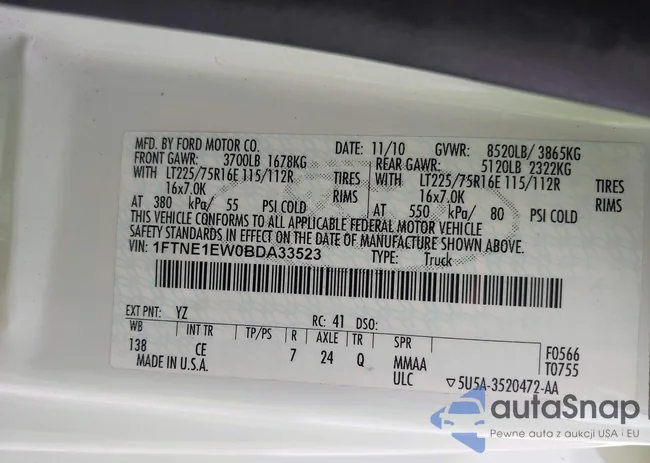 MFD. BY FORD MOTOR CO. DATE: 11/10 GVWR: 8520LB/ 3865KG
FRONT GAWR: 3700LB 1678KG REAR GAWR: 5120LB 2322KG
WITH LT225/75R16E 115/112R TIRES WITH LT225/75R16E 115/112R TIRES
16x7.0K RIMS 16x7.0K RIMS
AT 380 kPa/ 55 PSI COLD AT 550 kPa/ 80 PSI COLD
THIS VEHICLE CONFORMS TO ALL APPLICABLE FEDERAL MOTOR VEHICLE
SAFETY STANDARDS IN EFFECT ON THE DATE OF MANUFACTURE SHOWN ABOVE.
VIN: 1FTNE1EW0BDA33523 TYPE: Truck
EXT PNT: YZ RC: 41 DSO:
WB INT TR TP/PS R AXLE TR SPR F0566
138 CE 7 24 Q MMAA T0755
MADE IN U.S.A. ULC ▽5U5A-3520472-AA
autaSnap
Pewne auta z aukcji USA i EU